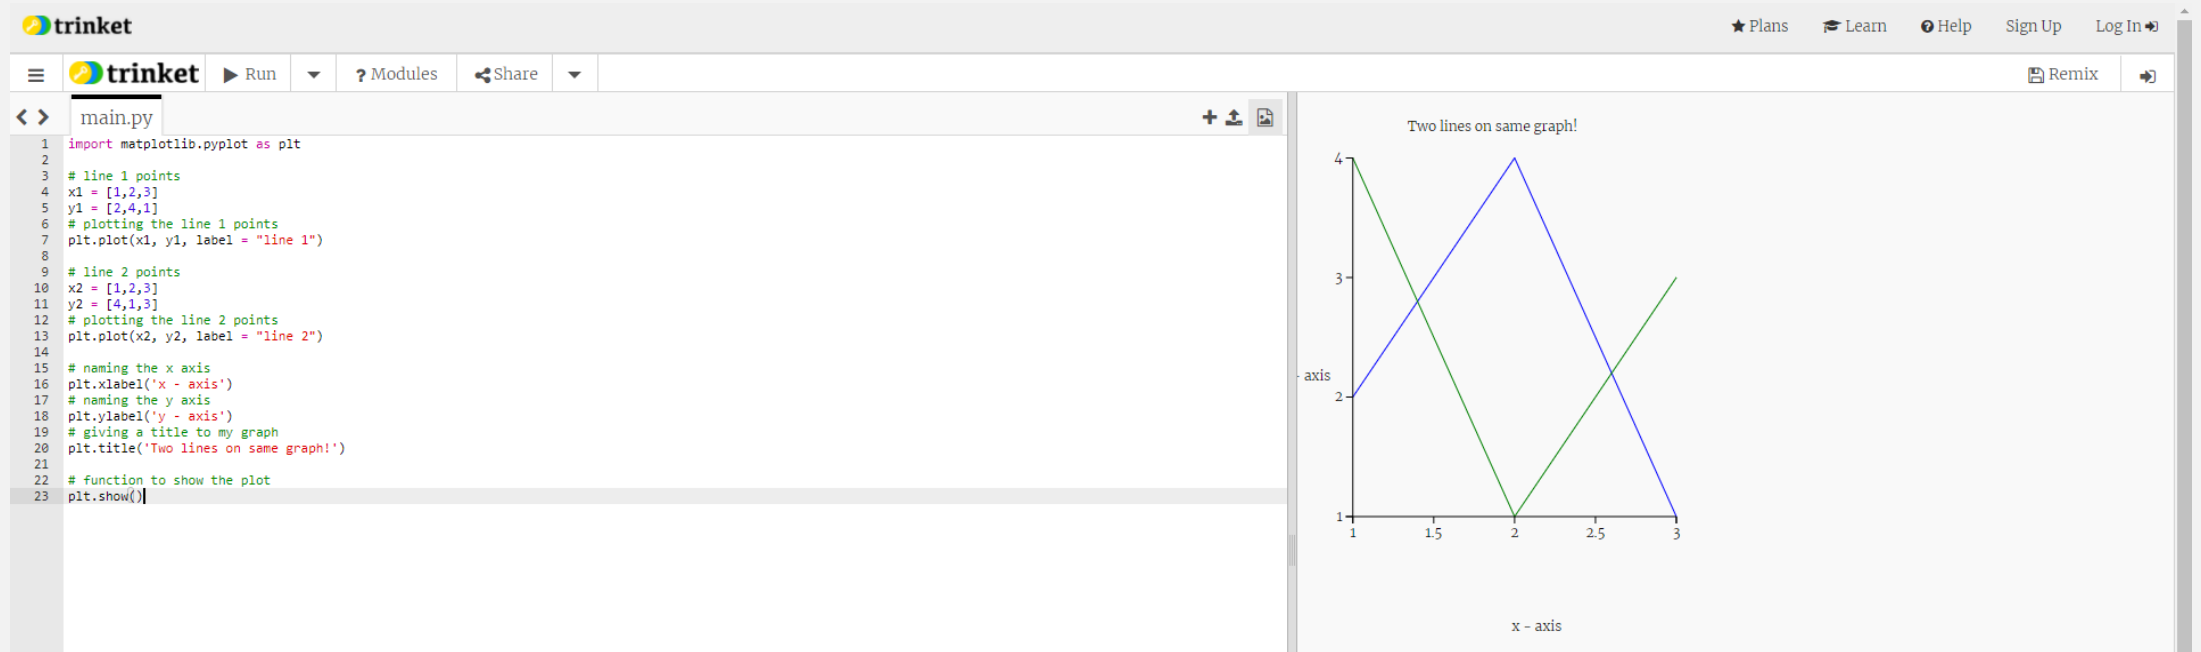 trinket
Plans Learn Help Sign Up Log In
trinket Run ? Modules Share Remix
main.py
1 import matplotlib.pyplot as plt
2
3 # line 1 points
4 x1 = [1,2,3]
5 y1 = [2,4,1]
6 # plotting the line 1 points
7 plt.plot(x1, y1, label = "line 1")
8
9 # line 2 points
10 x2 = [1,2,3]
11 y2 = [4,1,3]
12 # plotting the line 2 points
13 plt.plot(x2, y2, label = "line 2")
14
15 # naming the x axis
16 plt.xlabel('x - axis')
17 # naming the y axis
18 plt.ylabel('y - axis')
19 # giving a title to my graph
20 plt.title('Two lines on same graph!')
21
22 # function to show the plot
23 plt.show()
Two lines on same graph!
4
3
- axis
2
1
1 1.5 2 2.5 3
x - axis